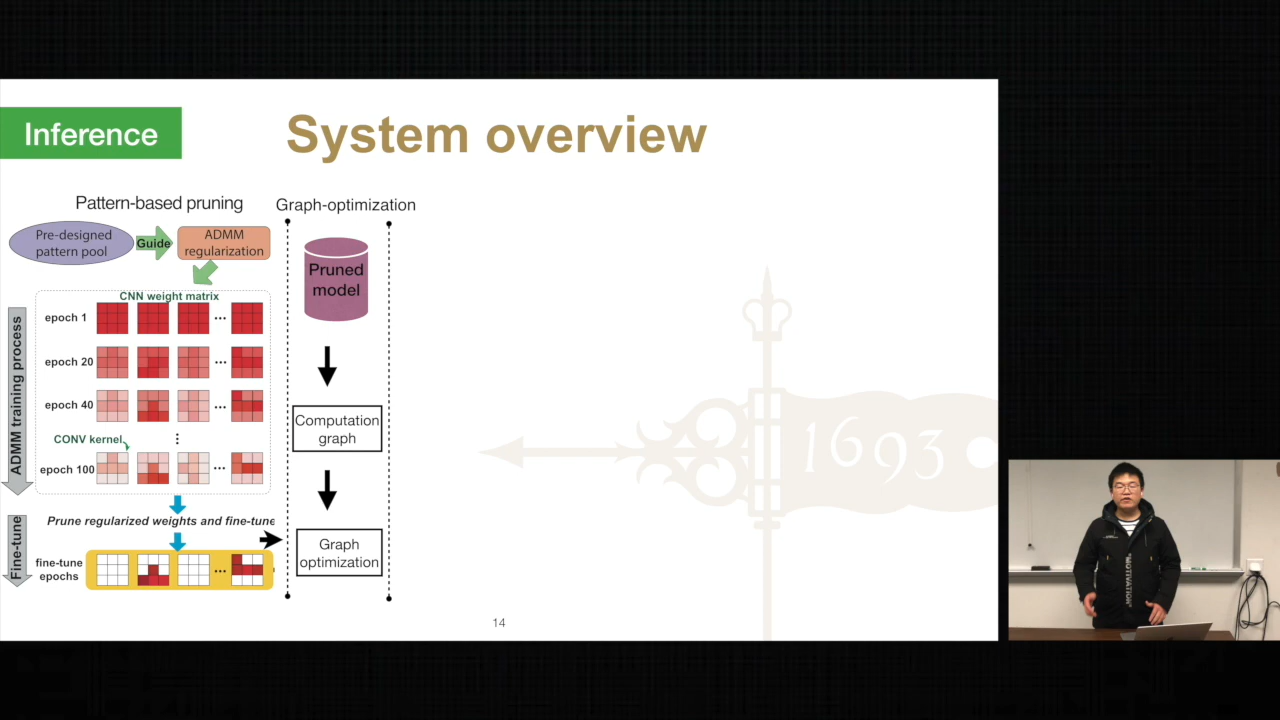 Inference
System overview
Pattern-based pruning
Pre-designed
pattern pool
Guide
ADMM
regularization
CNN weight matrix
epoch 1
...
epoch 20
...
epoch 40
...
CONV kernel
epoch 100
...
ADMM training process
Prune regularized weights and fine-tune
Fine-tune
fine-tune
epochs
...
Graph-optimization
Pruned
model
Computation
graph
Graph
optimization
1693
14
"MOTIVATION"